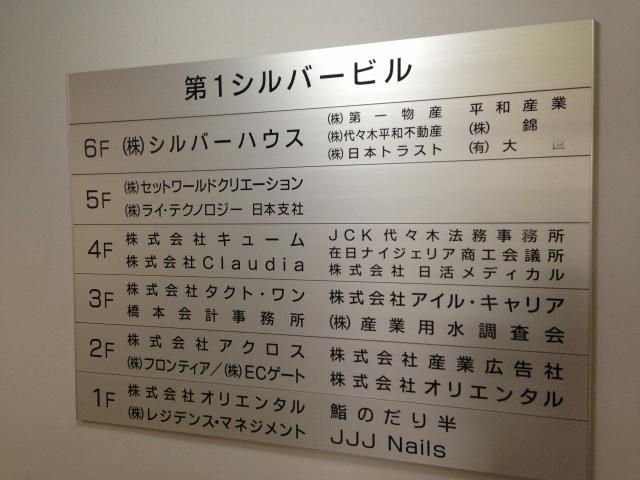 第1シルバービル
6F ㈱シルバーハウス ㈱第一物産 平和産業
㈱代々木平和不動産 ㈱錦
㈱日本トラスト ㈲大
5F ㈱セットワールドクリエーション
㈱ライ・テクノロジー 日本支社
4F 株式会社キューム JCK代々木法務事務所
在日ナイジェリア商工会議所
株式会社Claudia 株式会社日活メディカル
3F 株式会社タクト・ワン 株式会社アイル・キャリア
橋本会計事務所 ㈱産業用水調査会
2F 株式会社アクロス 株式会社産業広告社
㈱フロンティア/㈱ECゲート 株式会社オリエンタル
1F 株式会社オリエンタル 鮨のだり半
㈱レジデンス・マネジメント JJJ Nails